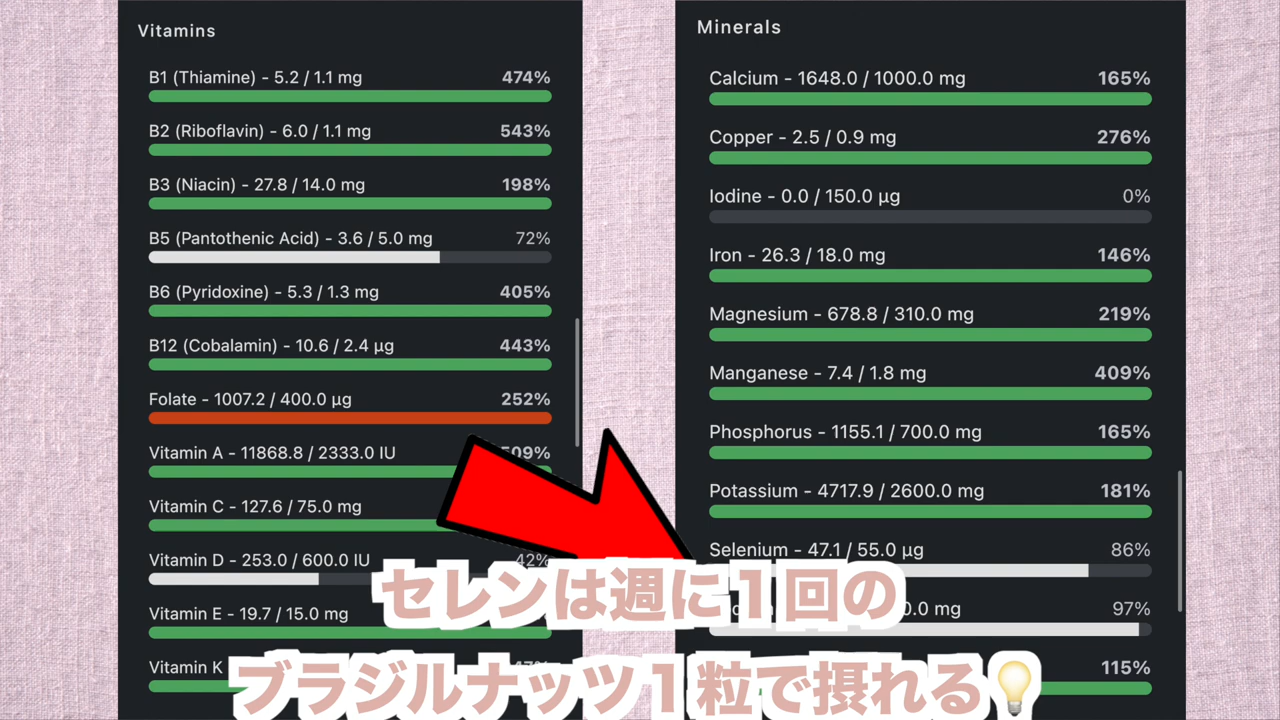 Vitamins
B1 (Thiamine) - 5.2 / 1.1 mg 474%
B2 (Riboflavin) - 6.0 / 1.1 mg 543%
B3 (Niacin) - 27.8 / 14.0 mg 198%
B5 (Pantothenic Acid) - 3.6 / 5.0 mg 72%
B6 (Pyridoxine) - 5.3 / 1.3 mg 405%
B12 (Cobalamin) - 10.6 / 2.4 µg 443%
Folate - 1007.2 / 400.0 µg 252%
Vitamin A - 11868.8 / 2333.0 IU 509%
Vitamin C - 127.6 / 75.0 mg
Vitamin D - 253.0 / 600.0 IU 42%
Vitamin E - 19.7 / 15.0 mg
Vitamin K
Minerals
Calcium - 1648.0 / 1000.0 mg 165%
Copper - 2.5 / 0.9 mg 276%
Iodine - 0.0 / 150.0 µg 0%
Iron - 26.3 / 18.0 mg 146%
Magnesium - 678.8 / 310.0 mg 219%
Manganese - 7.4 / 1.8 mg 409%
Phosphorus - 1155.1 / 700.0 mg 165%
Potassium - 4717.9 / 2600.0 mg 181%
Selenium - 47.1 / 55.0 µg 86%
mg 97%
115%
セレンは週に1回の
ブラジルナッツ1粒で摂れる💡